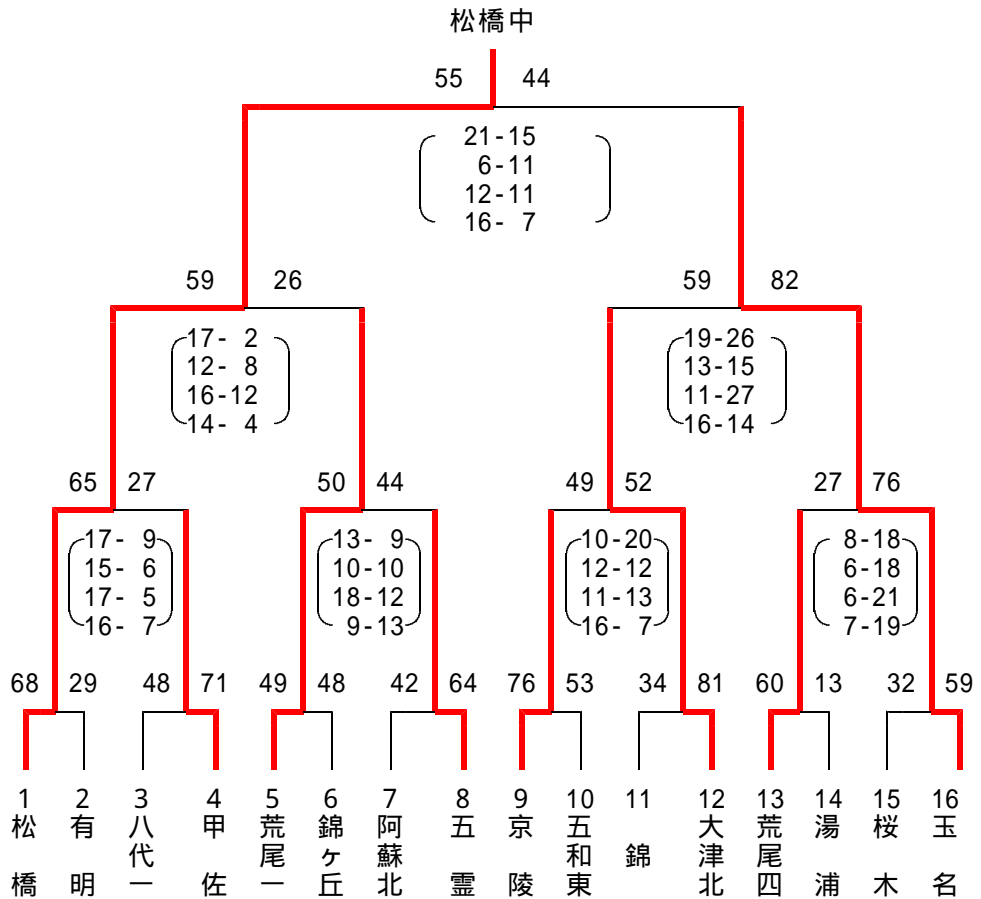 松橋中
55 44
21-15
6-11
12-11
16- 7
59 26 59 82
17- 2 19-26
12- 8 13-15
16-12 11-27
14- 4 16-14
65 27 50 44 49 52 27 76
17- 9 13- 9 10-20 8-18
15- 6 10-10 12-12 6-18
17- 5 18-12 11-13 6-21
16- 7 9-13 16- 7 7-19
68 29 48 71 49 48 42 64 76 53 34 81 60 13 32 59
1 2 3 4 5 6 7 8 9 10 11 12 13 14 15 16
松橋 有明 八代一 甲佐 荒尾一 錦ヶ丘 阿蘇北 五霊 京陵 五和東 錦 大津北 荒尾四 湯浦 桜木 玉名